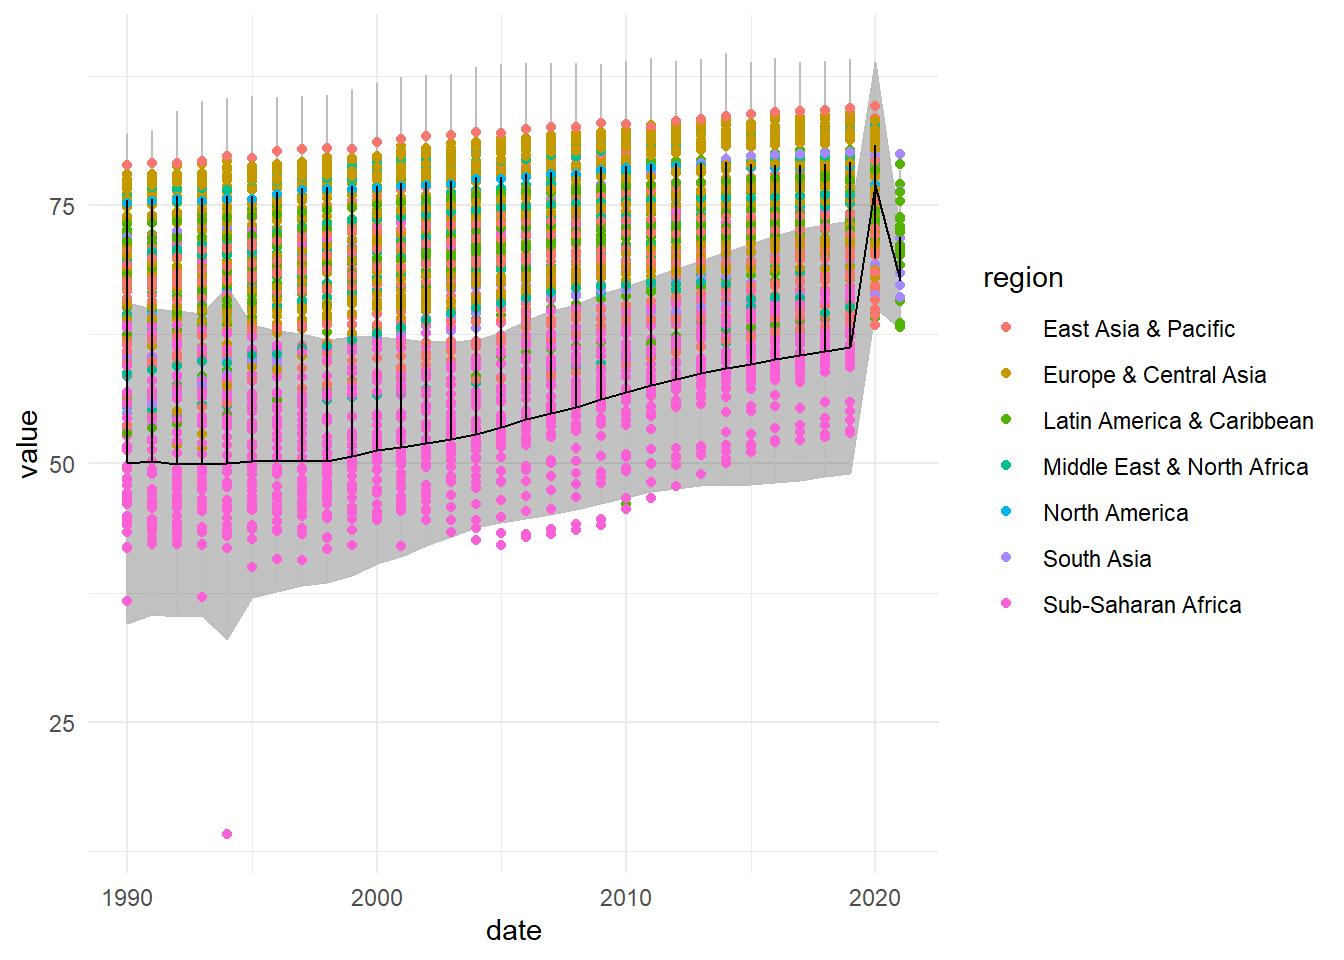 value
75
50
25
1990
2000
2010
2020
date
region
East Asia & Pacific
Europe & Central Asia
Latin America & Caribbean
Middle East & North Africa
North America
South Asia
Sub-Saharan Africa